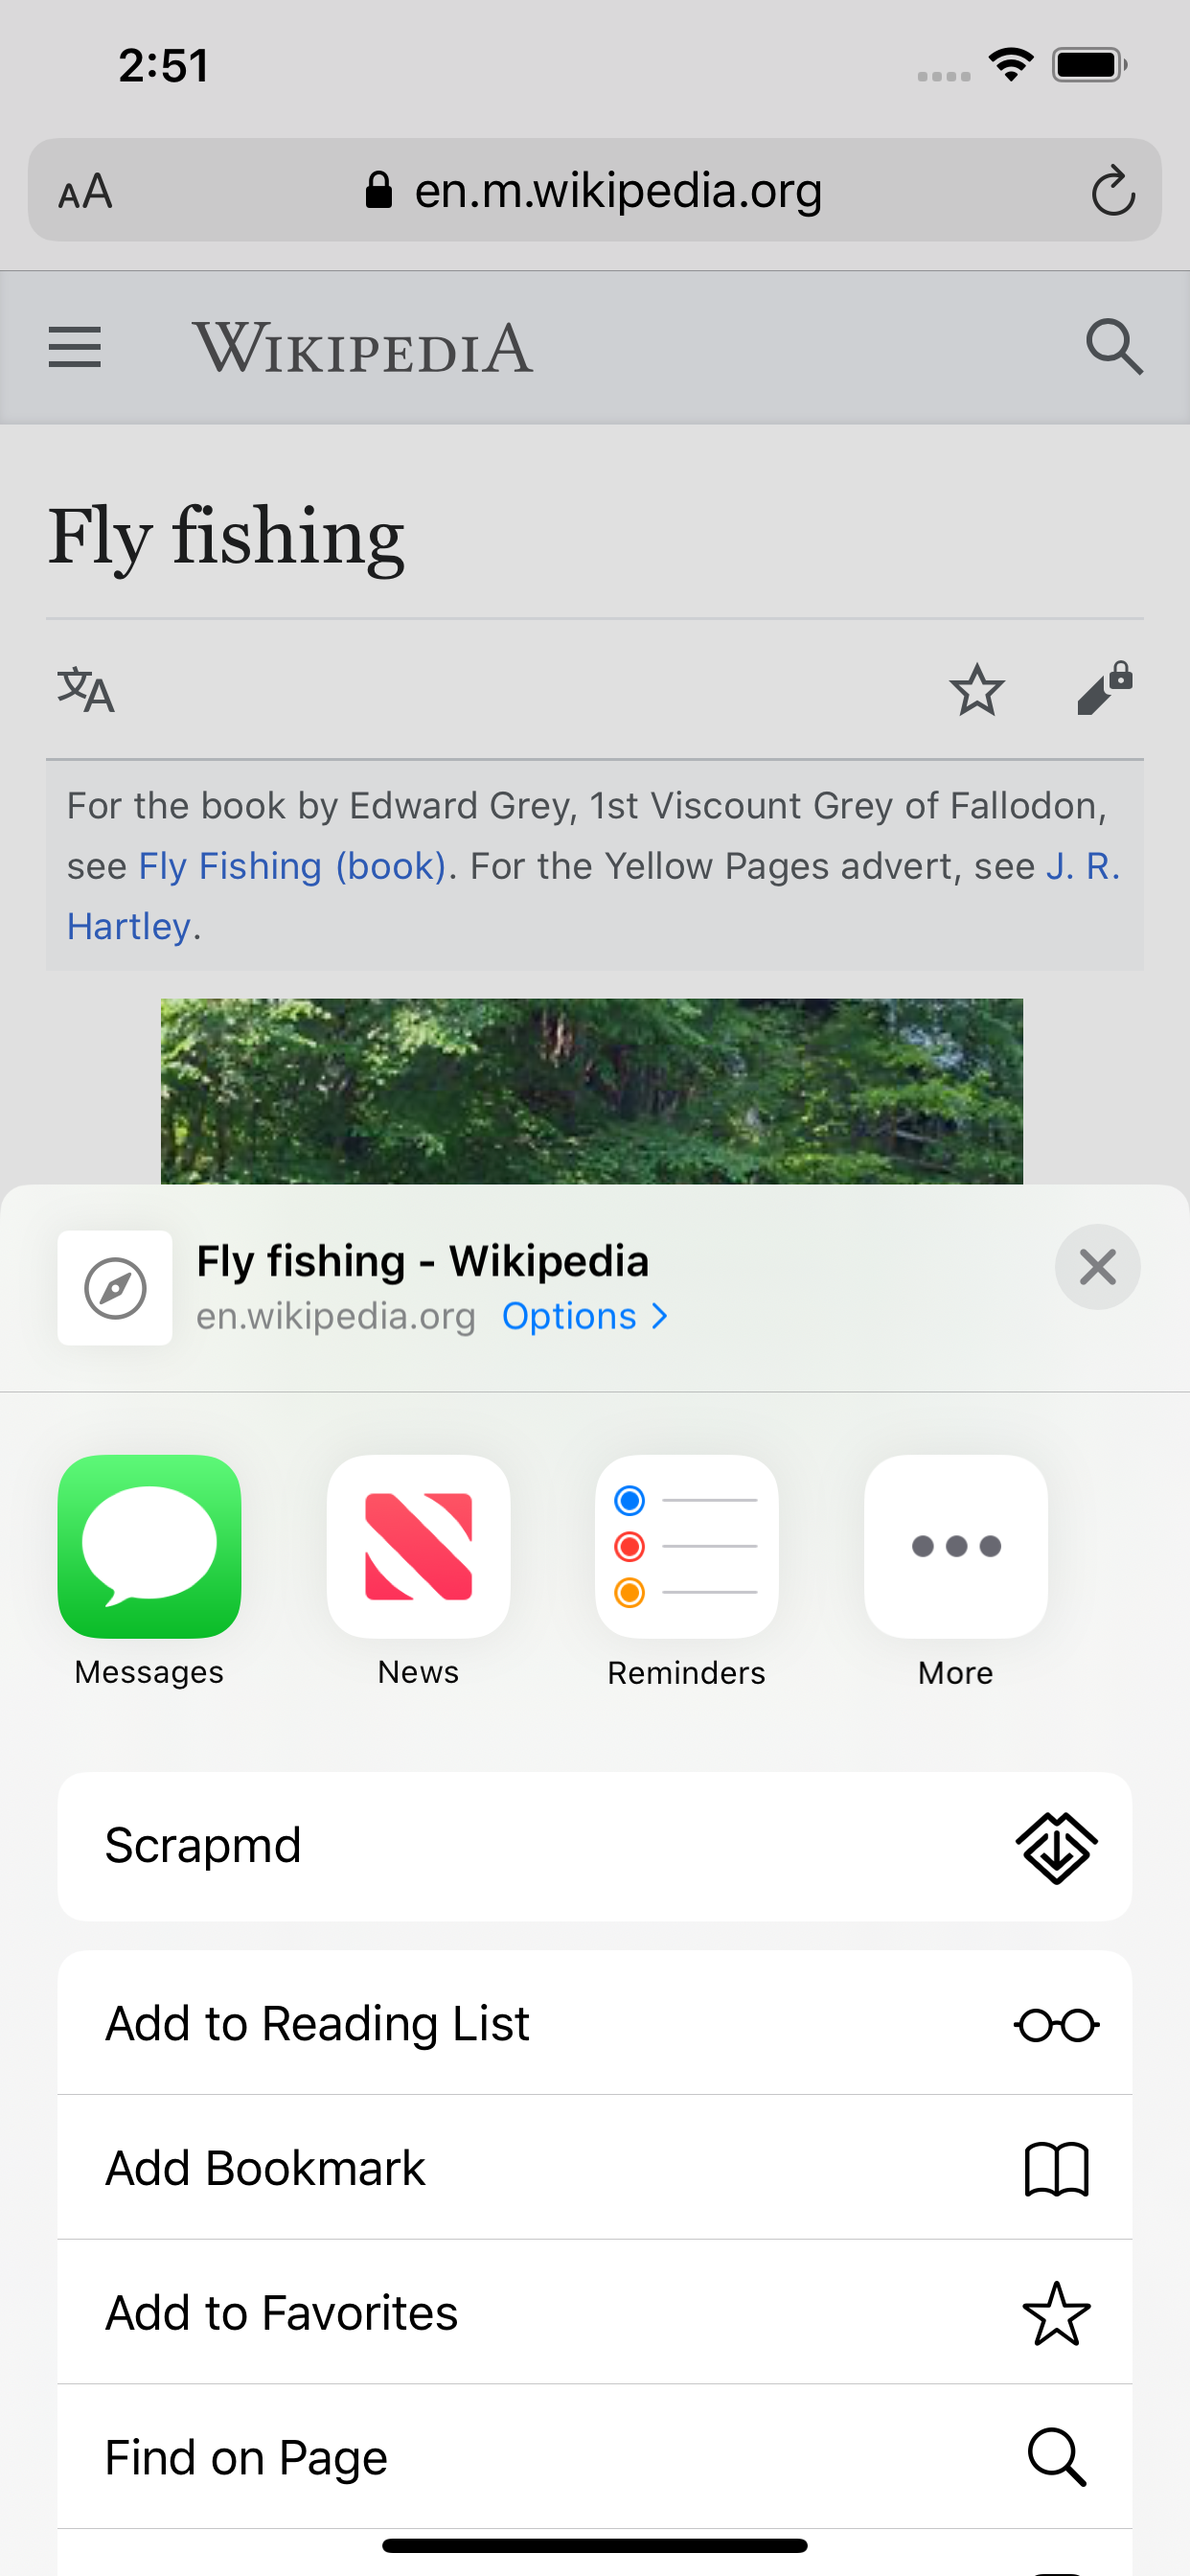 2:51
AA en.m.wikipedia.org
WIKIPEDIA
Fly fishing
文A
For the book by Edward Grey, 1st Viscount Grey of Fallodon,
see Fly Fishing (book). For the Yellow Pages advert, see J. R.
Hartley.
Fly fishing - Wikipedia
en.wikipedia.org Options >
Messages News Reminders More
Scrapmd
Add to Reading List
Add Bookmark
Add to Favorites
Find on Page